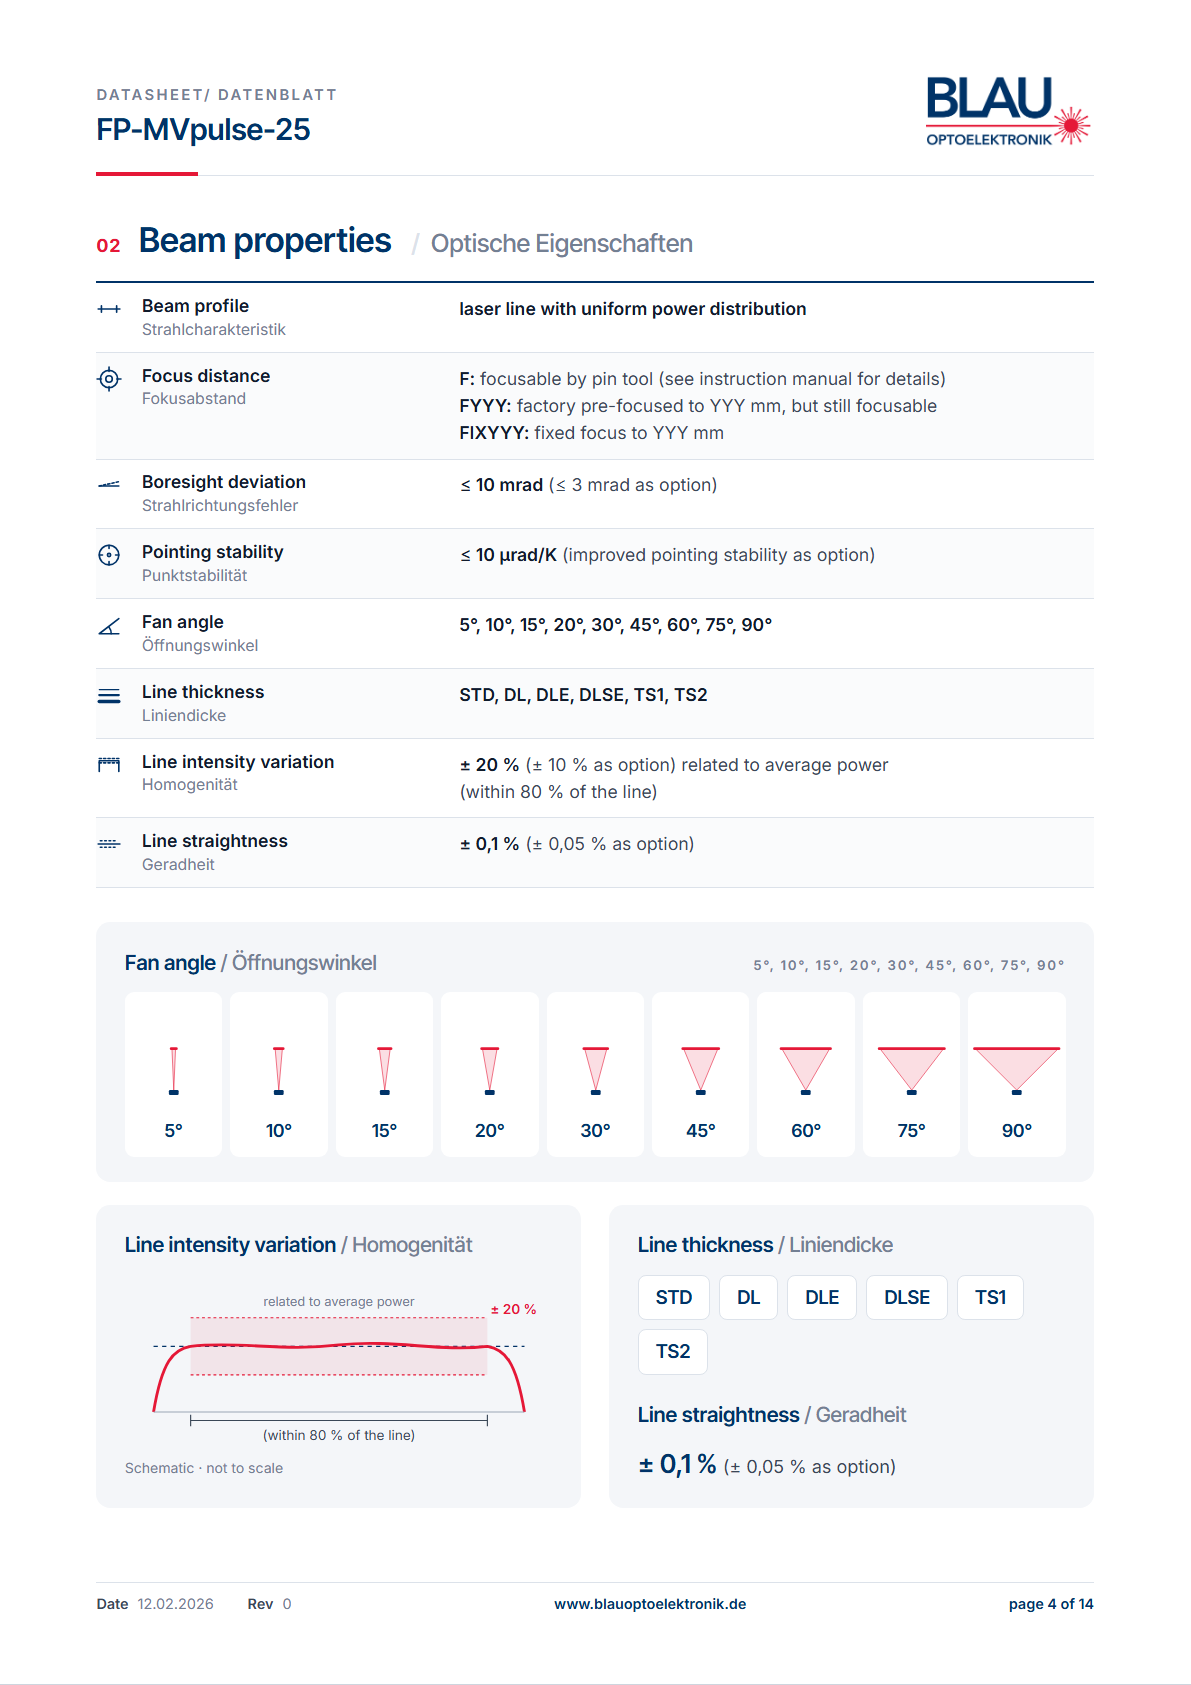 DATASHEET/ DATENBLATT
FP-MVpulse-25
BLAU
OPTOELEKTRONIK
02 Beam properties / Optische Eigenschaften
Beam profile
Strahlcharakteristik
laser line with uniform power distribution
Focus distance
Fokusabstand
F: focusable by pin tool (see instruction manual for details)
FYYY: factory pre-focused to YYY mm, but still focusable
FIXYYY: fixed focus to YYY mm
Boresight deviation
Strahlrichtungsfehler
≤ 10 mrad (≤ 3 mrad as option)
Pointing stability
Punktstabilität
≤ 10 µrad/K (improved pointing stability as option)
Fan angle
Öffnungswinkel
5°, 10°, 15°, 20°, 30°, 45°, 60°, 75°, 90°
Line thickness
Liniendicke
STD, DL, DLE, DLSE, TS1, TS2
Line intensity variation
Homogenität
± 20 % (± 10 % as option) related to average power
(within 80 % of the line)
Line straightness
Geradheit
± 0,1 % (± 0,05 % as option)
Fan angle / Öffnungswinkel
5°, 10°, 15°, 20°, 30°, 45°, 60°, 75°, 90°
5° 10° 15° 20° 30° 45° 60° 75° 90°
Line intensity variation / Homogenität
related to average power
± 20 %
(within 80 % of the line)
Schematic · not to scale
Line thickness / Liniendicke
STD DL DLE DLSE TS1
TS2
Line straightness / Geradheit
± 0,1 % (± 0,05 % as option)
Date 12.02.2026 Rev 0 www.blauoptoelektronik.de page 4 of 14